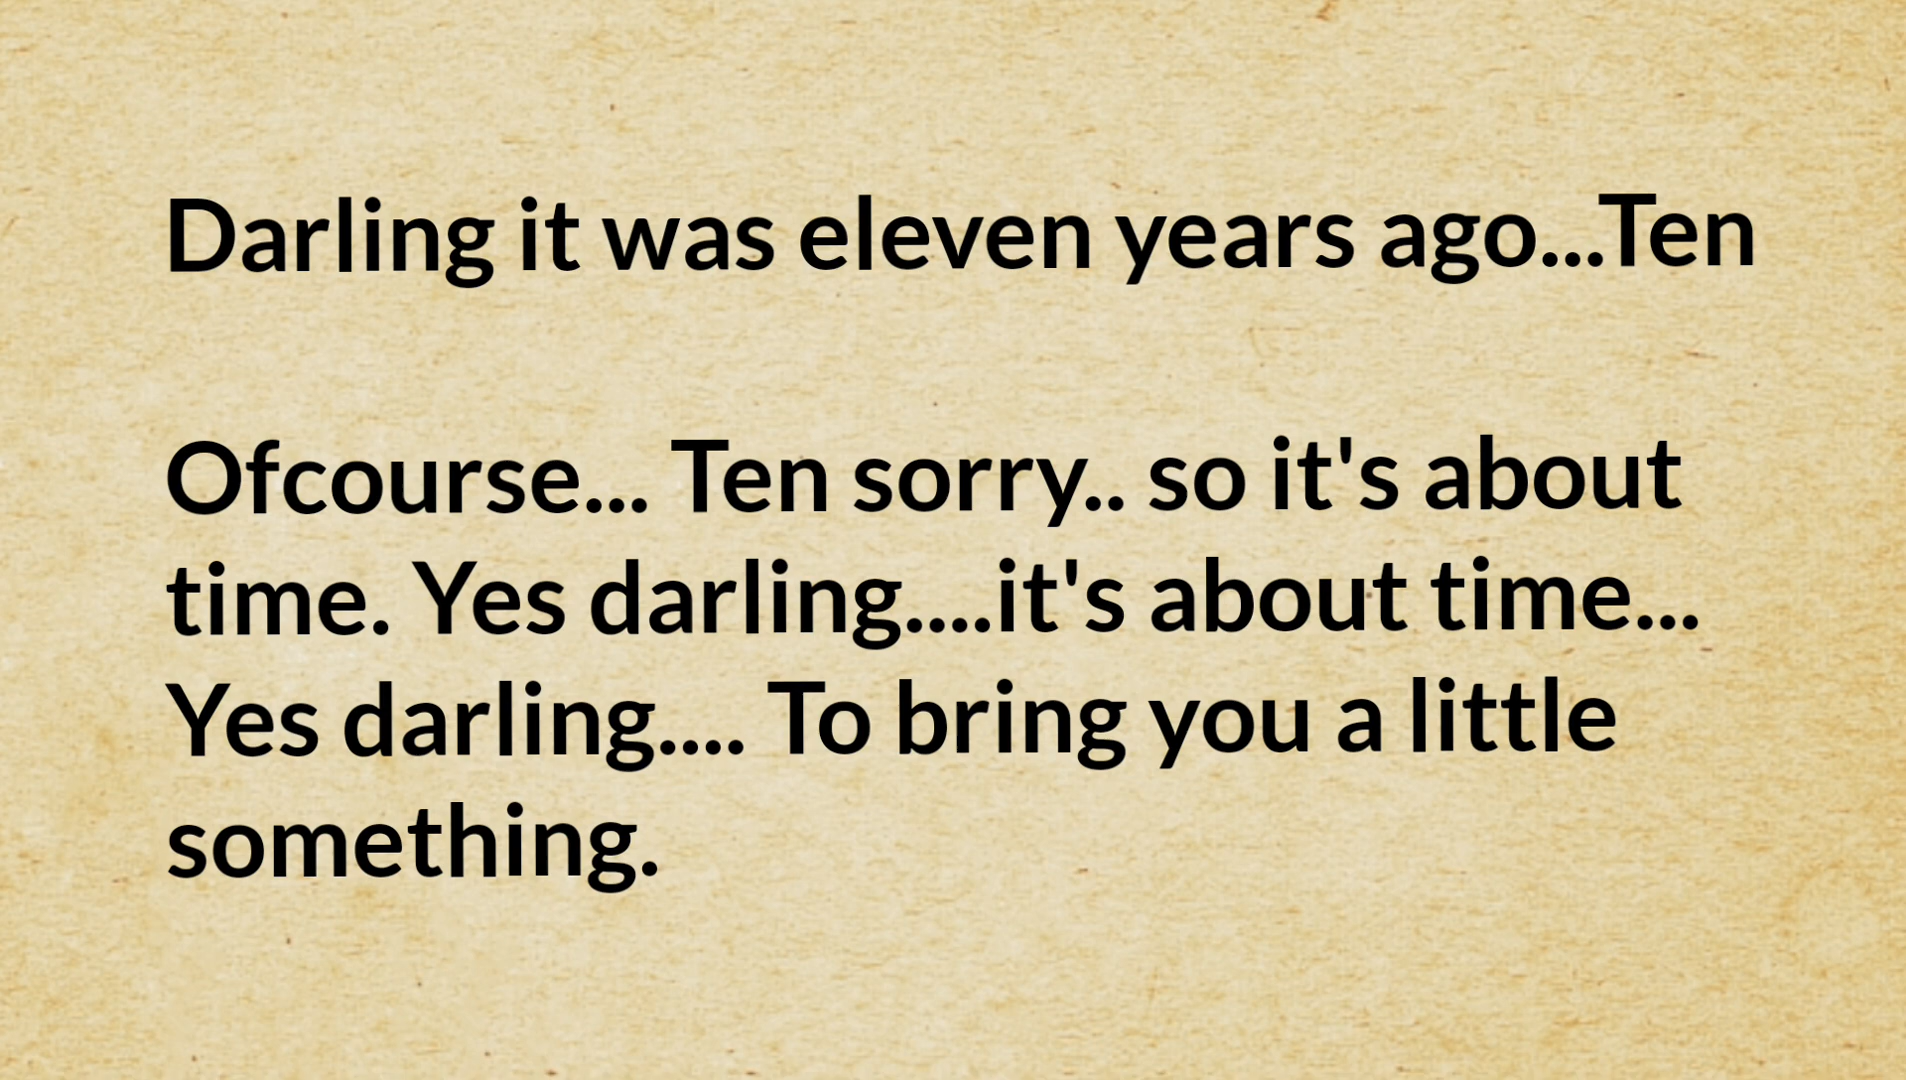 Darling it was eleven years ago...Ten
Ofcourse... Ten sorry.. so it's about
time. Yes darling....it's about time...
Yes darling.... To bring you a little
something.